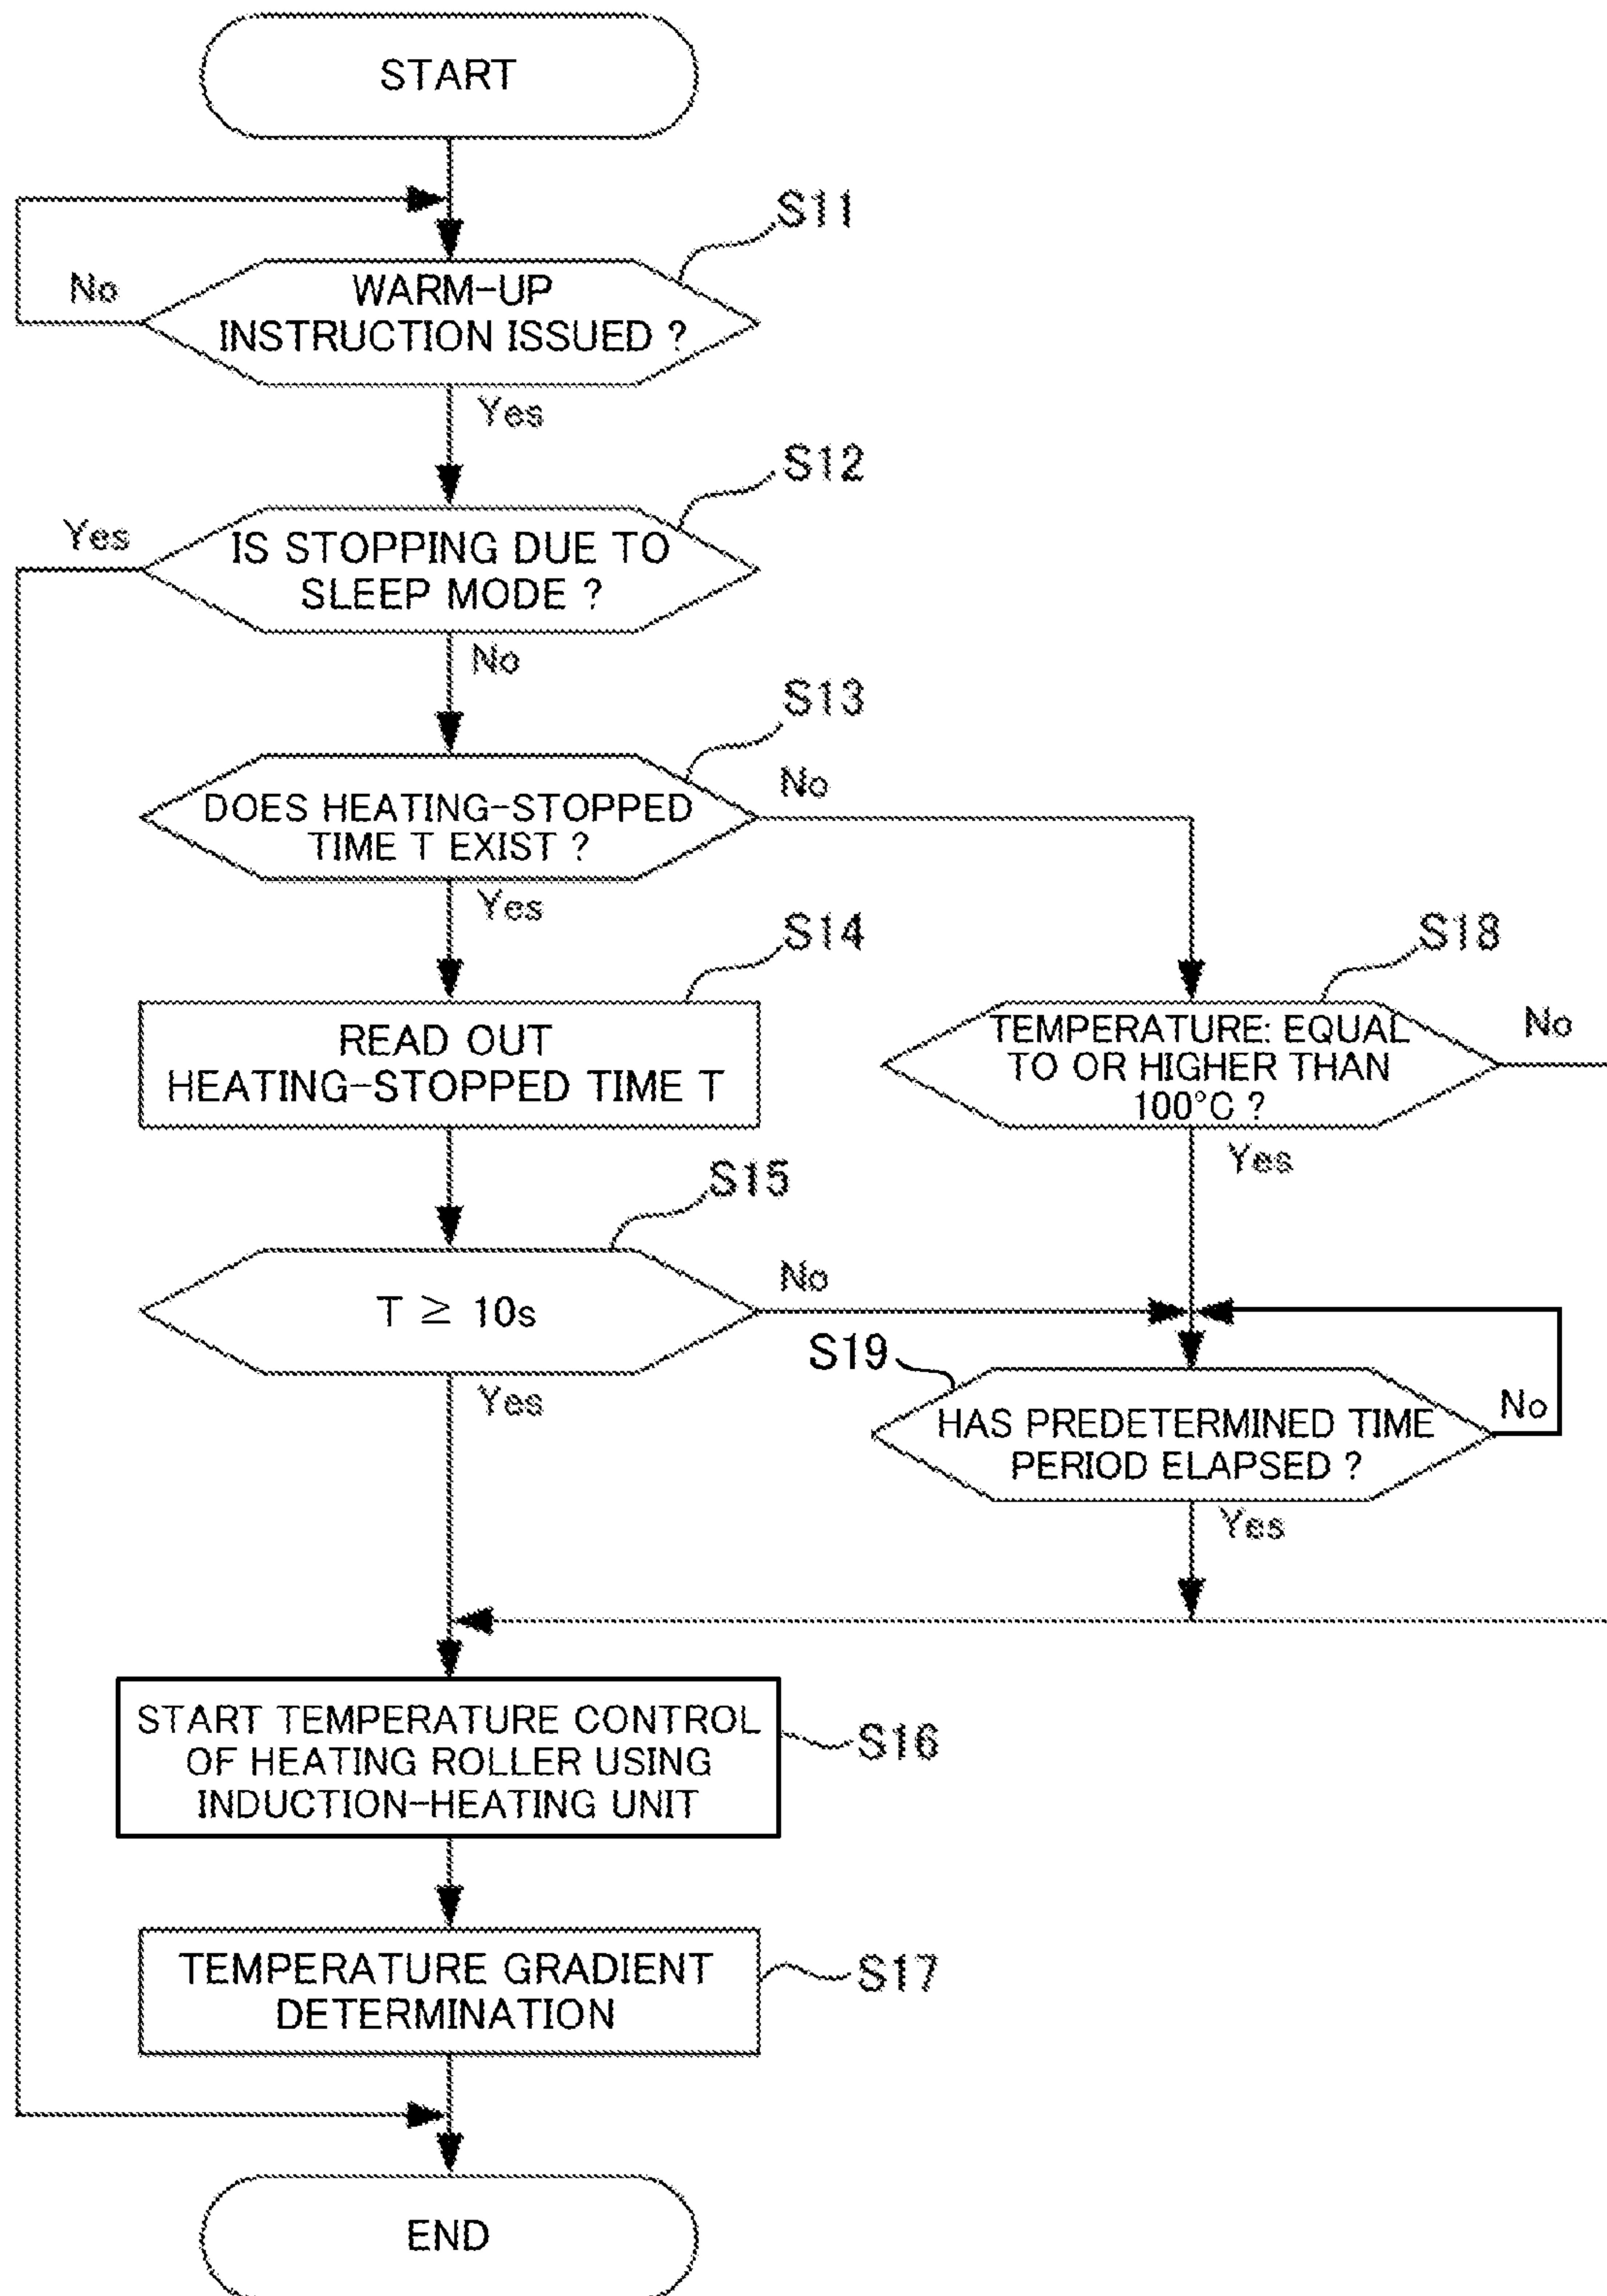 START
S11
No
WARM-UP
INSTRUCTION ISSUED ?
Yes
S12
Yes
IS STOPPING DUE TO
SLEEP MODE ?
No
S13
No
DOES HEATING-STOPPED
TIME T EXIST ?
Yes
S14
READ OUT
HEATING-STOPPED TIME T
S18
TEMPERATURE: EQUAL
TO OR HIGHER THAN
100°C ?
No
Yes
S15
T ≥ 10s
No
Yes
S19
HAS PREDETERMINED TIME
PERIOD ELAPSED ?
No
Yes
START TEMPERATURE CONTROL
OF HEATING ROLLER USING
INDUCTION-HEATING UNIT
S16
TEMPERATURE GRADIENT
DETERMINATION
S17
END